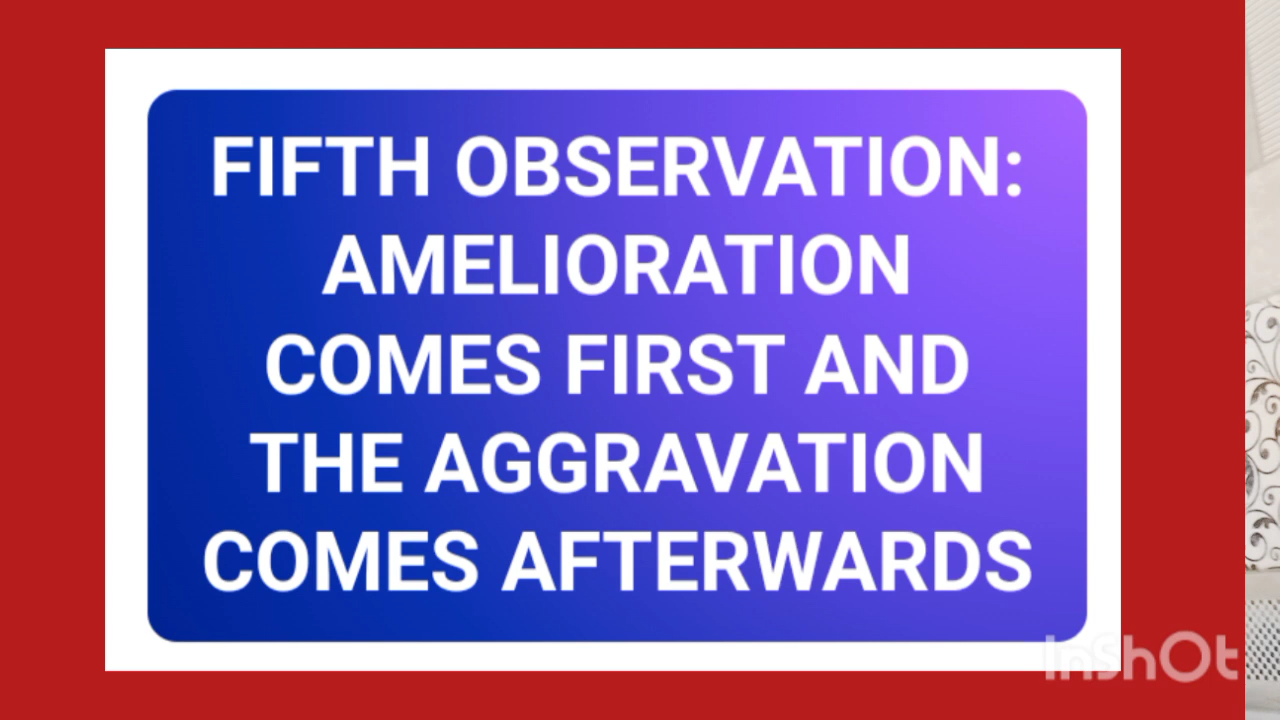 FIFTH OBSERVATION:
AMELIORATION
COMES FIRST AND
THE AGGRAVATION
COMES AFTERWARDS
InShOt